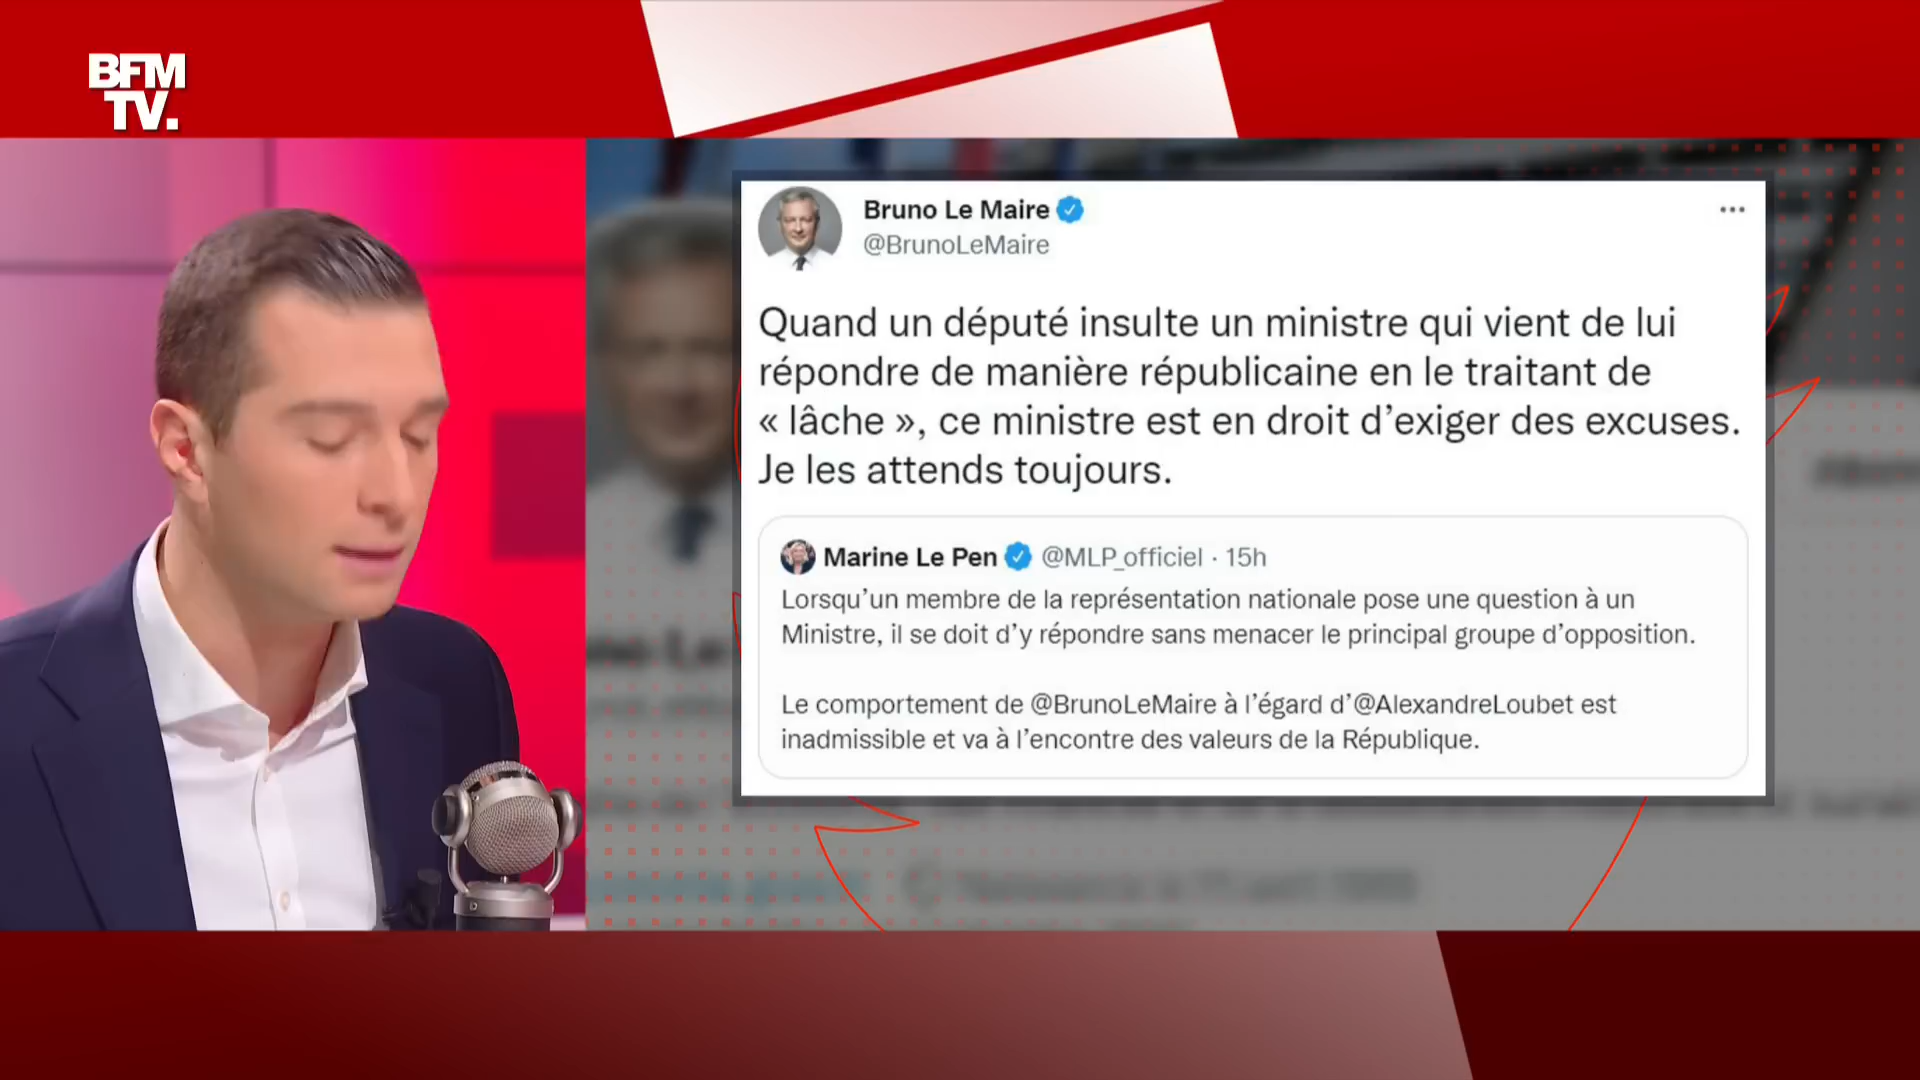 BFM
TV.
Bruno Le Maire
@BrunoLeMaire
Quand un député insulte un ministre qui vient de lui
répondre de manière républicaine en le traitant de
« lâche », ce ministre est en droit d’exiger des excuses.
Je les attends toujours.
Marine Le Pen @MLP_officiel · 15h
Lorsqu’un membre de la représentation nationale pose une question à un
Ministre, il se doit d’y répondre sans menacer le principal groupe d’opposition.
Le comportement de @BrunoLeMaire à l’égard d’@AlexandreLoubet est
inadmissible et va à l’encontre des valeurs de la République.